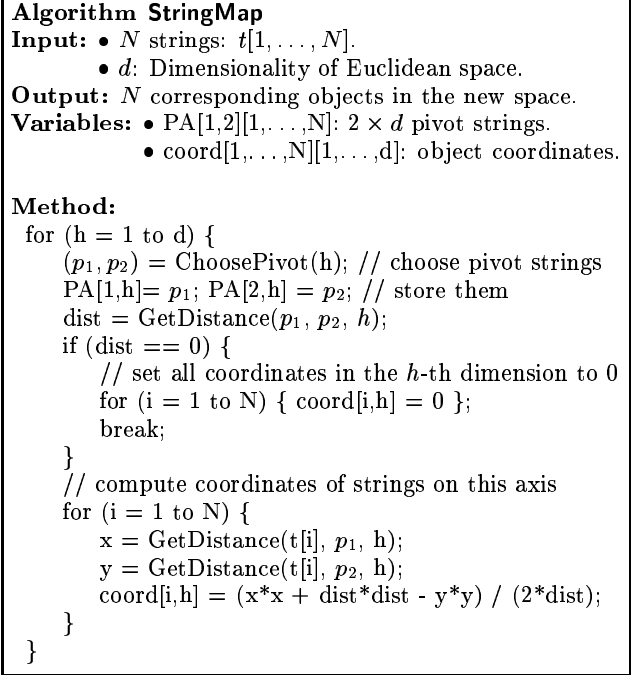 Algorithm StringMap
Input: • N strings: t[1, . . . , N].
• d: Dimensionality of Euclidean space.
Output: N corresponding objects in the new space.
Variables: • PA[1,2][1,. . . ,N]: 2 × d pivot strings.
• coord[1,. . . ,N][1,. . . ,d]: object coordinates.
Method:
for (h = 1 to d) {
(p₁, p₂) = ChoosePivot(h); // choose pivot strings
PA[1,h]= p₁; PA[2,h] = p₂; // store them
dist = GetDistance(p₁, p₂, h);
if (dist == 0) {
// set all coordinates in the h-th dimension to 0
for (i = 1 to N) { coord[i,h] = 0 };
break;
}
// compute coordinates of strings on this axis
for (i = 1 to N) {
x = GetDistance(t[i], p₁, h);
y = GetDistance(t[i], p₂, h);
coord[i,h] = (x*x + dist*dist - y*y) / (2*dist);
}
}